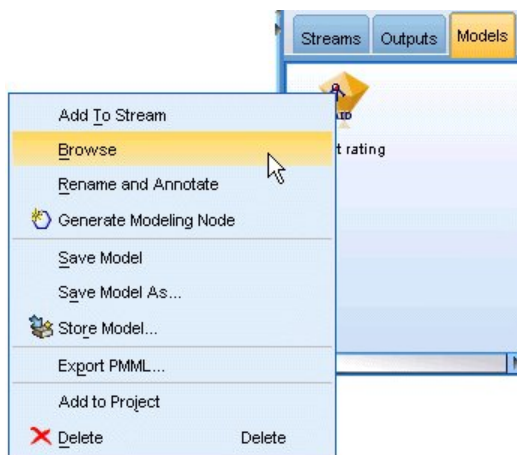 Streams Outputs Models
t rating
Add To Stream
Browse
Rename and Annotate
Generate Modeling Node
Save Model
Save Model As...
Store Model...
Export PMML...
Add to Project
Delete Delete